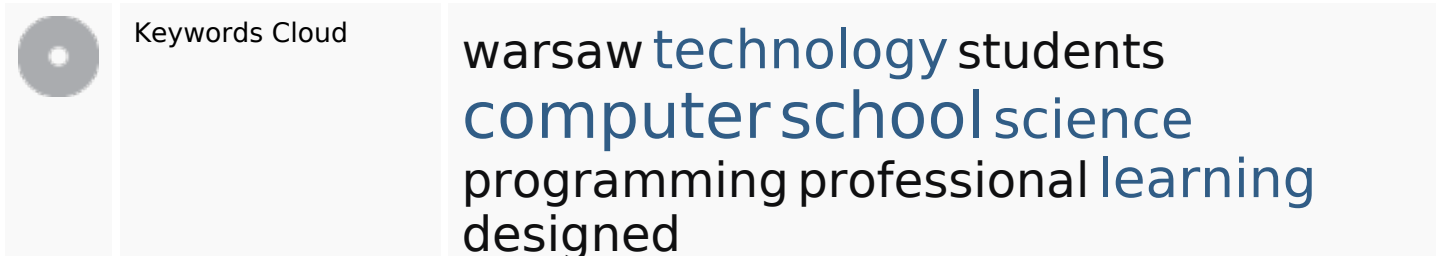 Keywords Cloud
warsaw technology students
computer school science
programming professional learning
designed